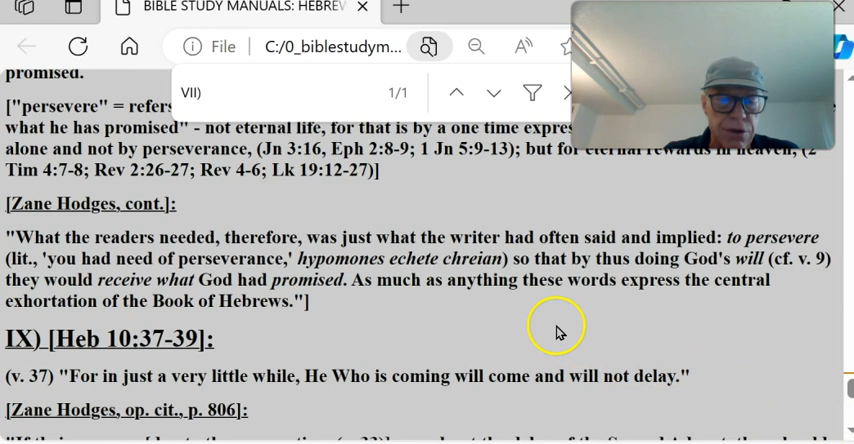 BIBLE STUDY MANUALS: HEBREW
File C:/0_biblestudym...
VII) 1/1
promised.
["persevere" = refers
what he has promised" - not eternal life, for that is by a one time expres
alone and not by perseverance, (Jn 3:16, Eph 2:8-9; 1 Jn 5:9-13); but for eternal rewards in heaven, (2
Tim 4:7-8; Rev 2:26-27; Rev 4-6; Lk 19:12-27)]
[Zane Hodges, cont.]:
"What the readers needed, therefore, was just what the writer had often said and implied: to persevere
(lit., 'you had need of perseverance,' hypomones echete chreian) so that by thus doing God's will (cf. v. 9)
they would receive what God had promised. As much as anything these words express the central
exhortation of the Book of Hebrews."]
IX) [Heb 10:37-39]:
(v. 37) "For in just a very little while, He Who is coming will come and will not delay."
[Zane Hodges, op. cit., p. 806]: